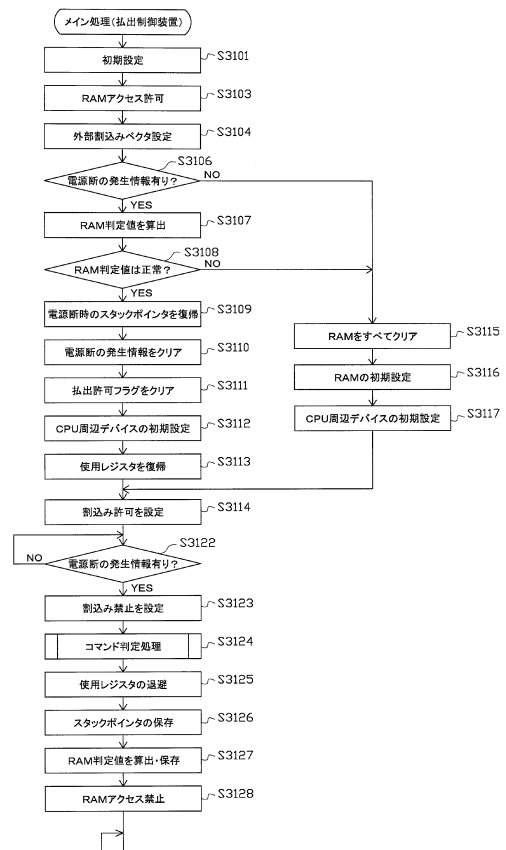 メイン処理(払出制御装置)
初期設定
S3101
RAMアクセス許可
S3103
外部割込みベクタ設定
S3104
S3106
電源断の発生情報有り?
NO
YES
RAM判定値を算出
S3107
S3108
RAM判定値は正常?
NO
YES
電源断時のスタックポインタを復帰
S3109
電源断の発生情報をクリア
S3110
払出許可フラグをクリア
S3111
CPU周辺デバイスの初期設定
S3112
使用レジスタを復帰
S3113
RAMをすべてクリア
S3115
RAMの初期設定
S3116
CPU周辺デバイスの初期設定
S3117
割込み許可を設定
S3114
S3122
電源断の発生情報有り?
NO
YES
割込み禁止を設定
S3123
コマンド判定処理
S3124
使用レジスタの退避
S3125
スタックポインタの保存
S3126
RAM判定値を算出・保存
S3127
RAMアクセス禁止
S3128